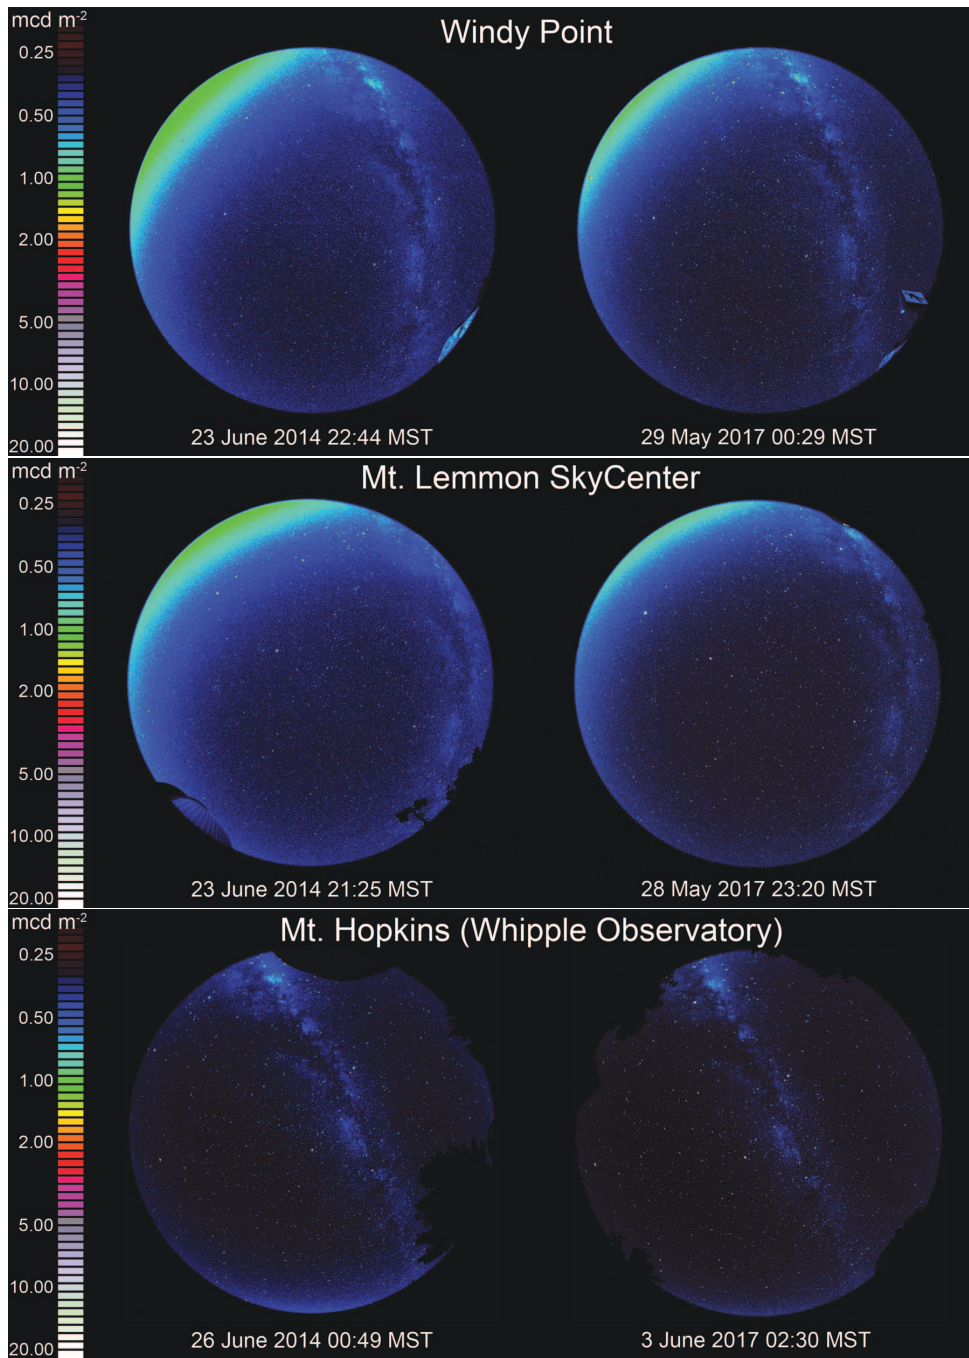 mcd m-2
Windy Point
0.25
0.50
1.00
2.00
5.00
10.00
20.00
23 June 2014 22:44 MST
29 May 2017 00:29 MST
mcd m-2
Mt. Lemmon SkyCenter
0.25
0.50
1.00
2.00
5.00
10.00
20.00
23 June 2014 21:25 MST
28 May 2017 23:20 MST
mcd m-2
Mt. Hopkins (Whipple Observatory)
0.25
0.50
1.00
2.00
5.00
10.00
20.00
26 June 2014 00:49 MST
3 June 2017 02:30 MST